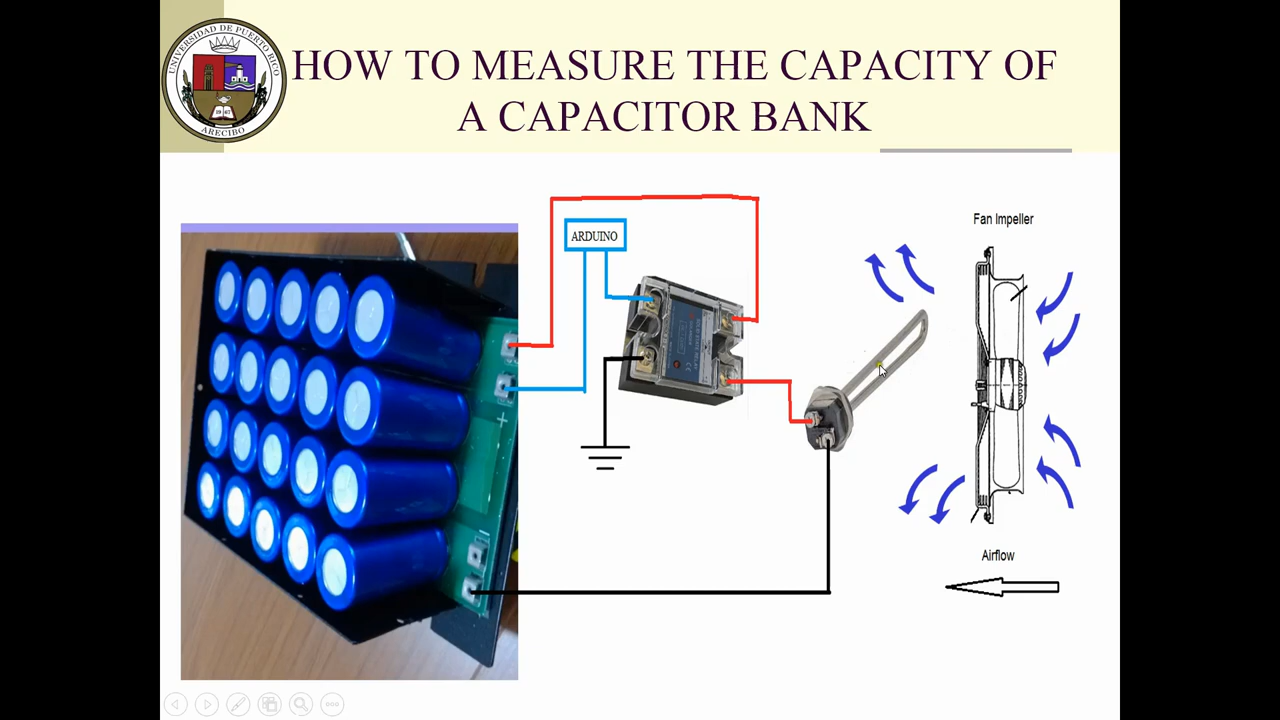 HOW TO MEASURE THE CAPACITY OF
A CAPACITOR BANK
UNIVERSIDAD DE PUERTO RICO
ARECIBO
ARDUINO
Fan Impeller
+
Airflow